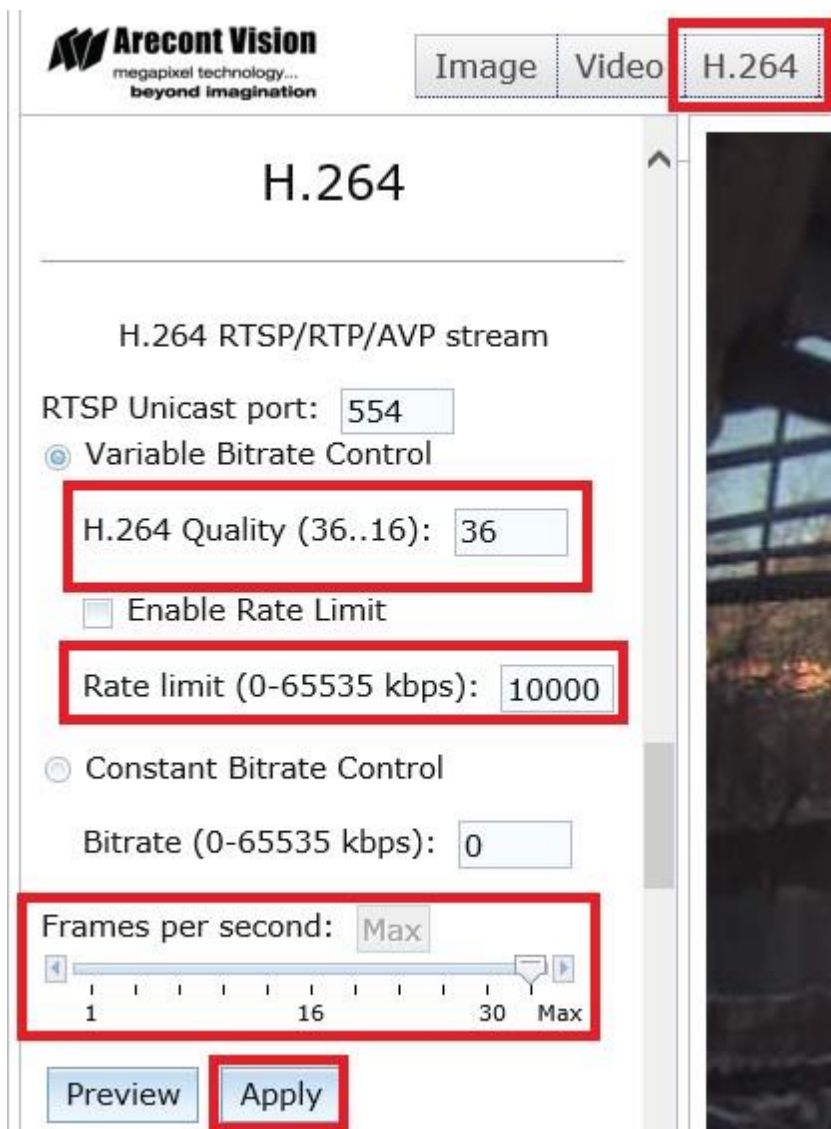 Arecont Vision
megapixel technology...
beyond imagination
Image Video H.264
H.264
H.264 RTSP/RTP/AVP stream
RTSP Unicast port: 554
Variable Bitrate Control
H.264 Quality (36..16): 36
Enable Rate Limit
Rate limit (0-65535 kbps): 10000
Constant Bitrate Control
Bitrate (0-65535 kbps): 0
Frames per second: Max
1 16 30 Max
Preview Apply